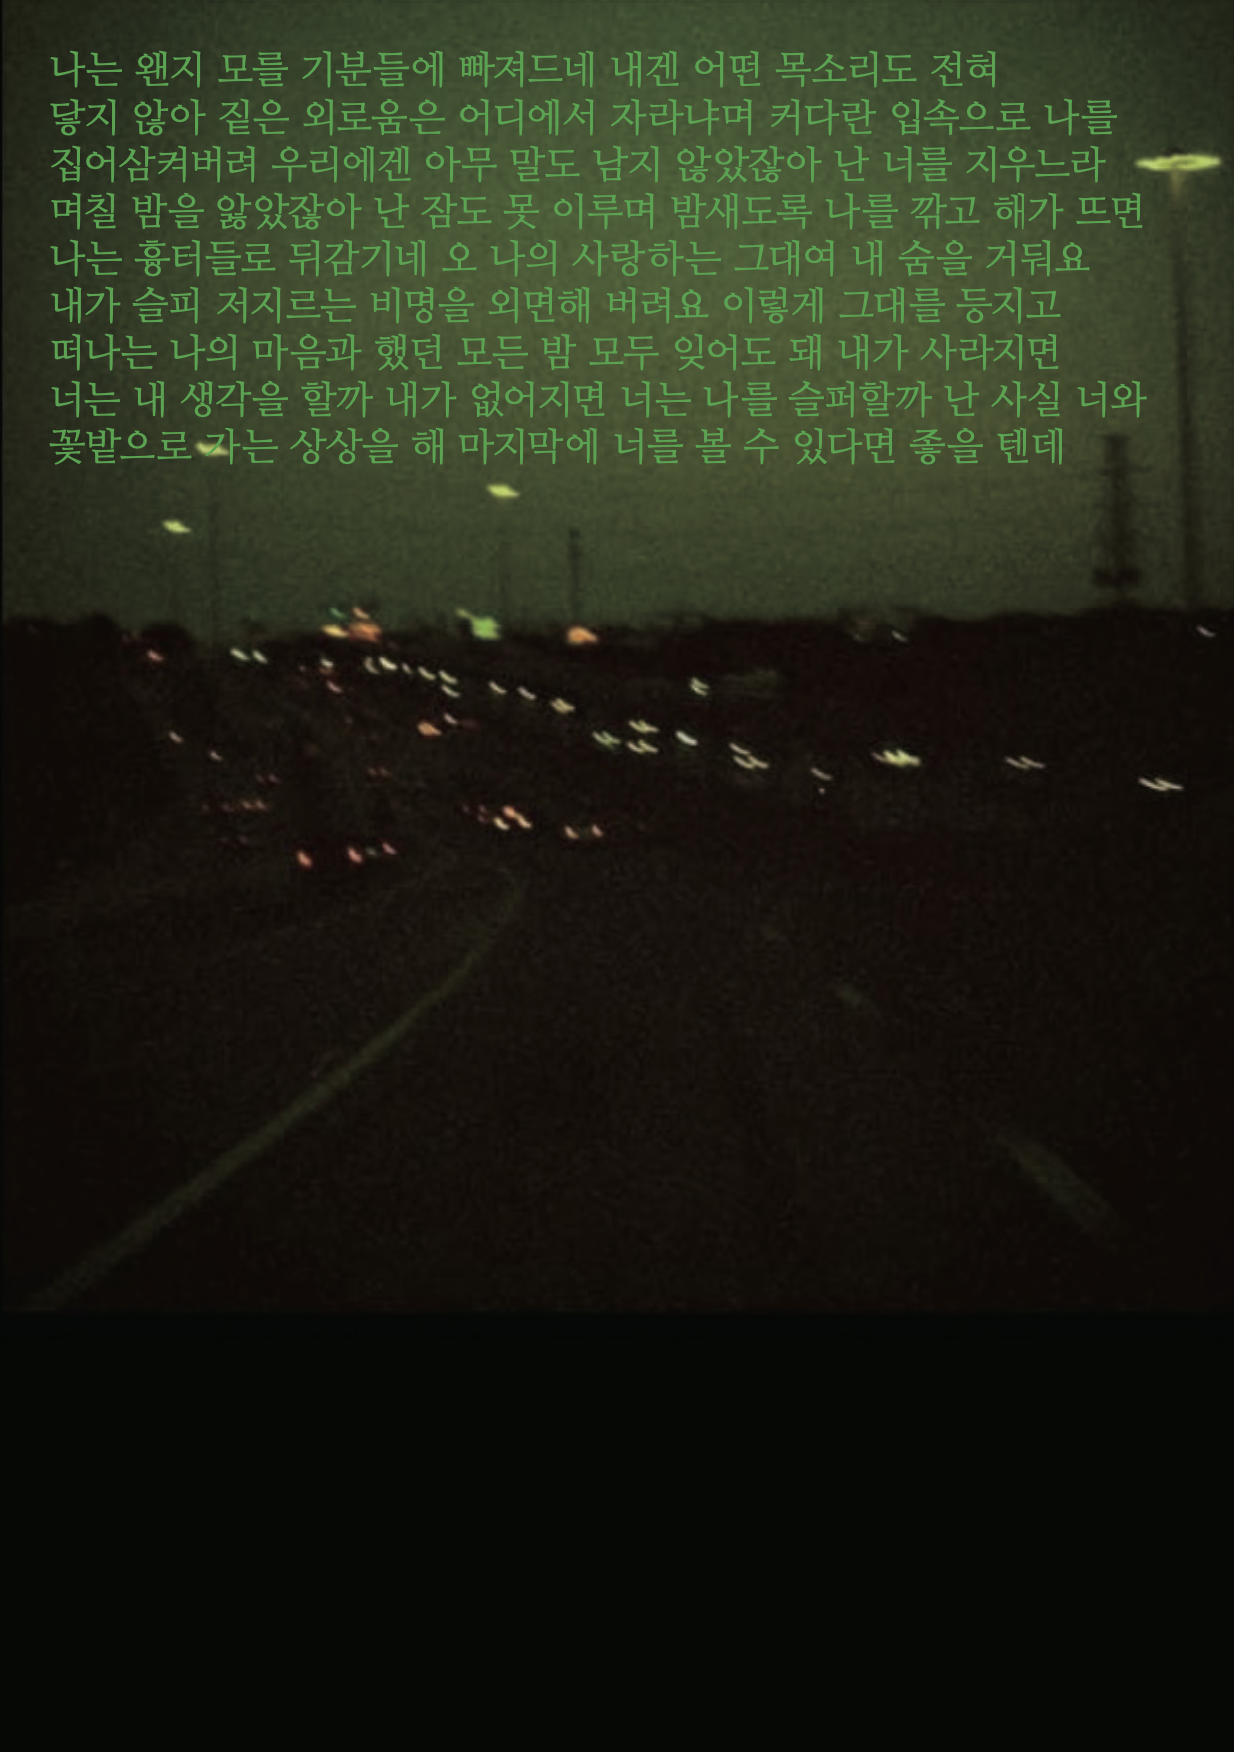 나는 왠지 모를 기분들에 빠져드네 내겐 어떤 목소리도 전혀
닿지 않아 짙은 외로움은 어디에서 자라냐며 커다란 입속으로 나를
집어삼켜버려 우리에겐 아무 말도 남지 않았잖아 난 너를 지우느라
며칠 밤을 앓았잖아 난 잠도 못 이루며 밤새도록 나를 깎고 해가 뜨면
나는 흉터들로 뒤감기네 오 나의 사랑하는 그대여 내 숨을 거둬요
내가 슬피 저지르는 비명을 외면해 버려요 이렇게 그대를 등지고
떠나는 나의 마음과 했던 모든 밤 모두 잊어도 돼 내가 사라지면
너는 내 생각을 할까 내가 없어지면 너는 나를 슬퍼할까 난 사실 너와
꽃밭으로 가는 상상을 해 마지막에 너를 볼 수 있다면 좋을 텐데